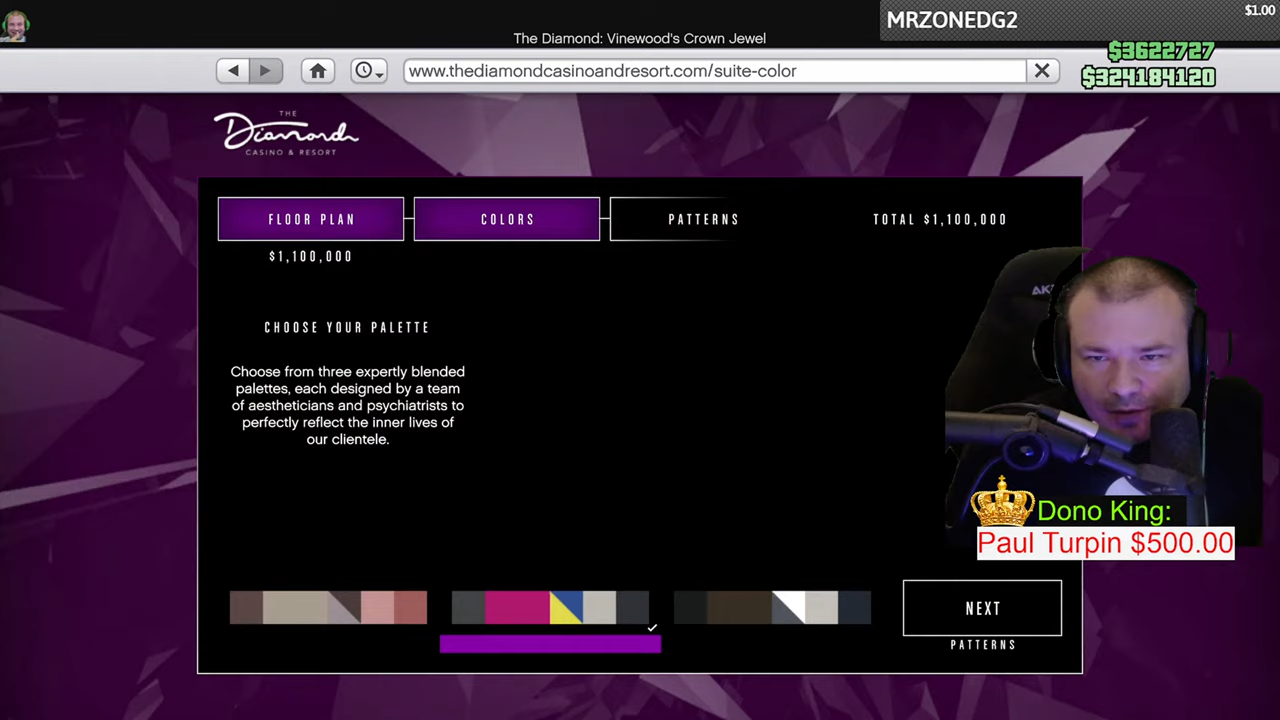 MRZONEDG2
$1.00
The Diamond: Vinewood's Crown Jewel
$3622727
www.thediamondcasinoandresort.com/suite-color
$324184120
THE
Diamond
CASINO & RESORT
FLOOR PLAN
COLORS
PATTERNS
TOTAL $1,100,000
$1,100,000
CHOOSE YOUR PALETTE
Choose from three expertly blended
palettes, each designed by a team
of aestheticians and psychiatrists to
perfectly reflect the inner lives of
our clientele.
Dono King:
Paul Turpin $500.00
NEXT
PATTERNS